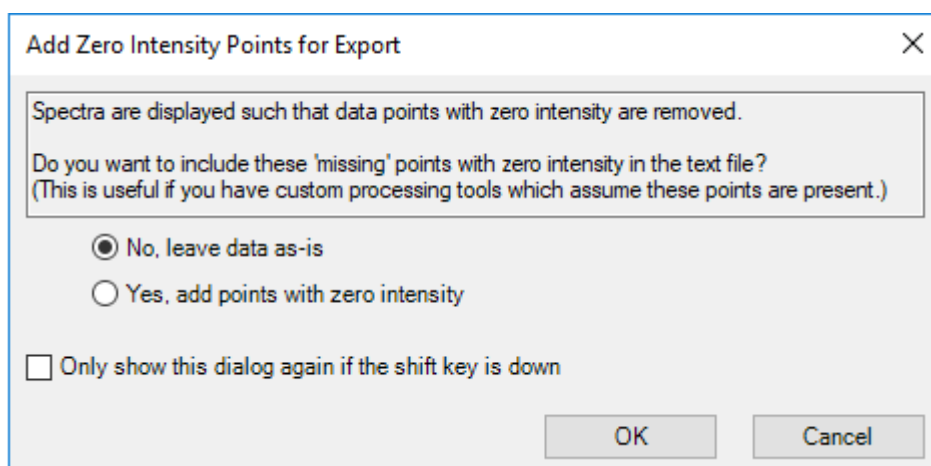 Add Zero Intensity Points for Export
Spectra are displayed such that data points with zero intensity are removed.
Do you want to include these 'missing' points with zero intensity in the text file?
(This is useful if you have custom processing tools which assume these points are present.)
No, leave data as-is
Yes, add points with zero intensity
Only show this dialog again if the shift key is down
OK
Cancel